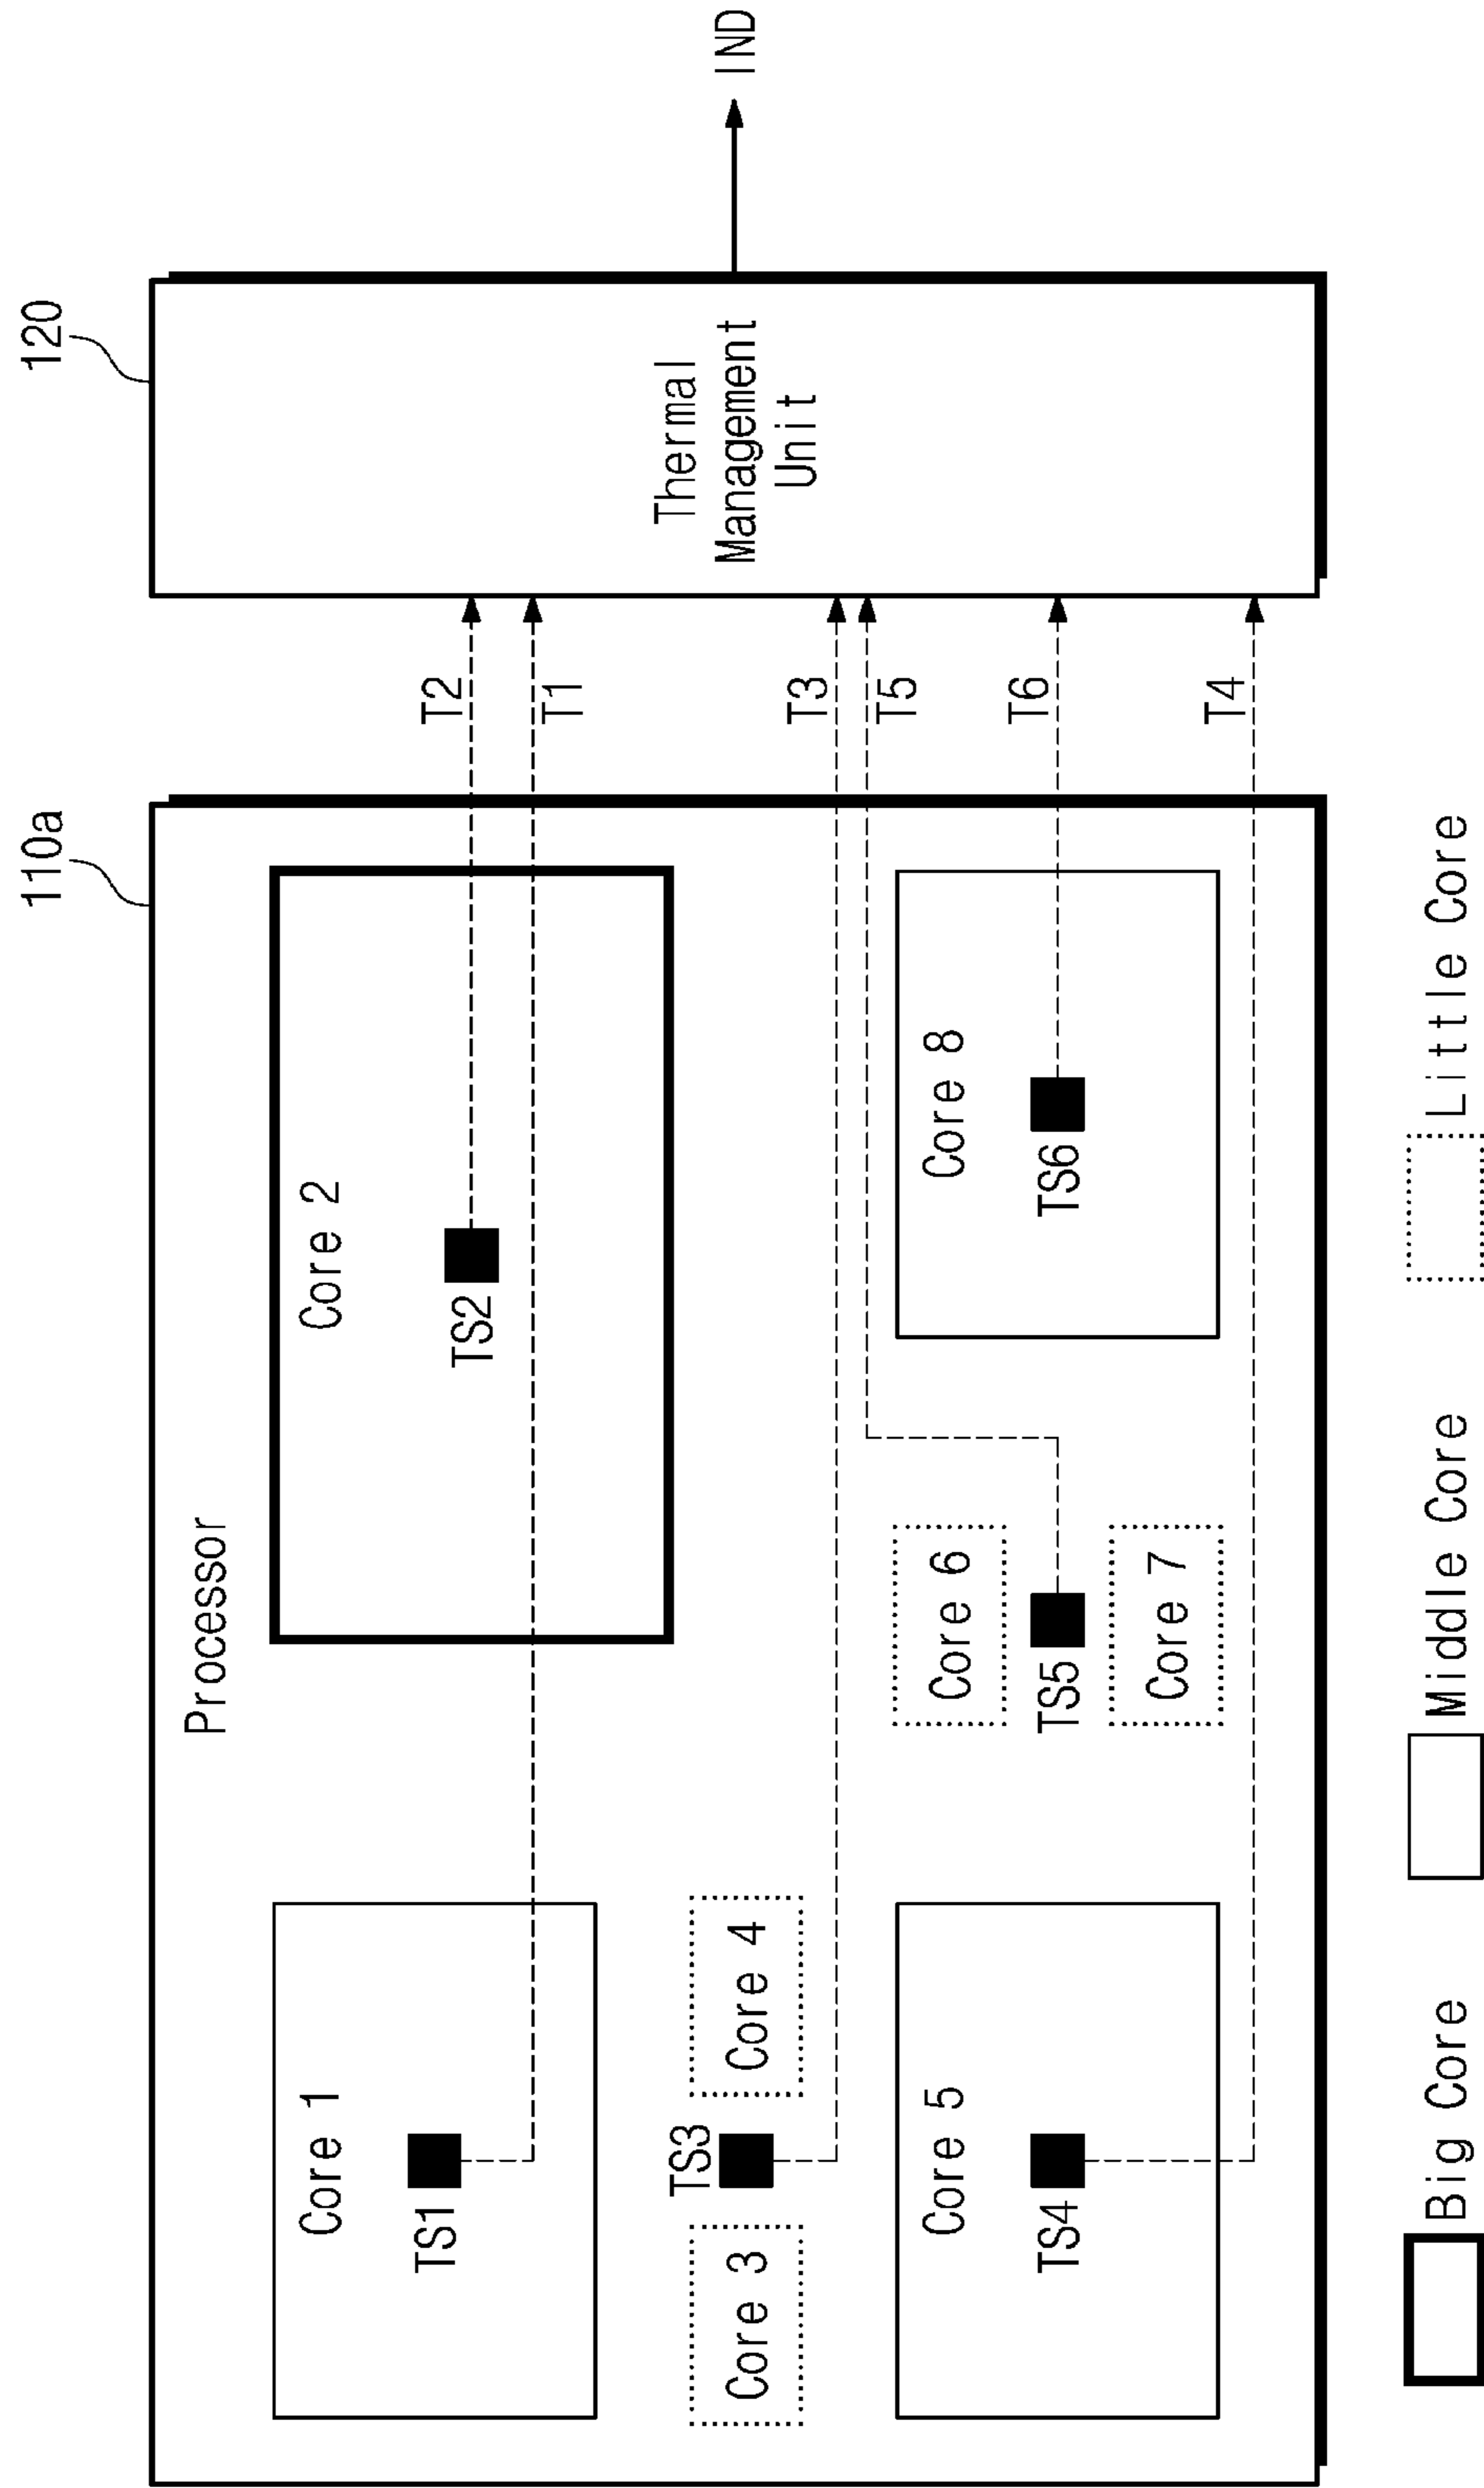 110a
120
Processor
Core 1
TS1
Core 2
TS2
T2
T1
Thermal
Management
Unit
IND
Core 3
TS3
Core 4
T3
T5
Core 5
TS4
Core 6
TS5
Core 7
Core 8
TS6
T6
T4
Big Core
Middle Core
Little Core